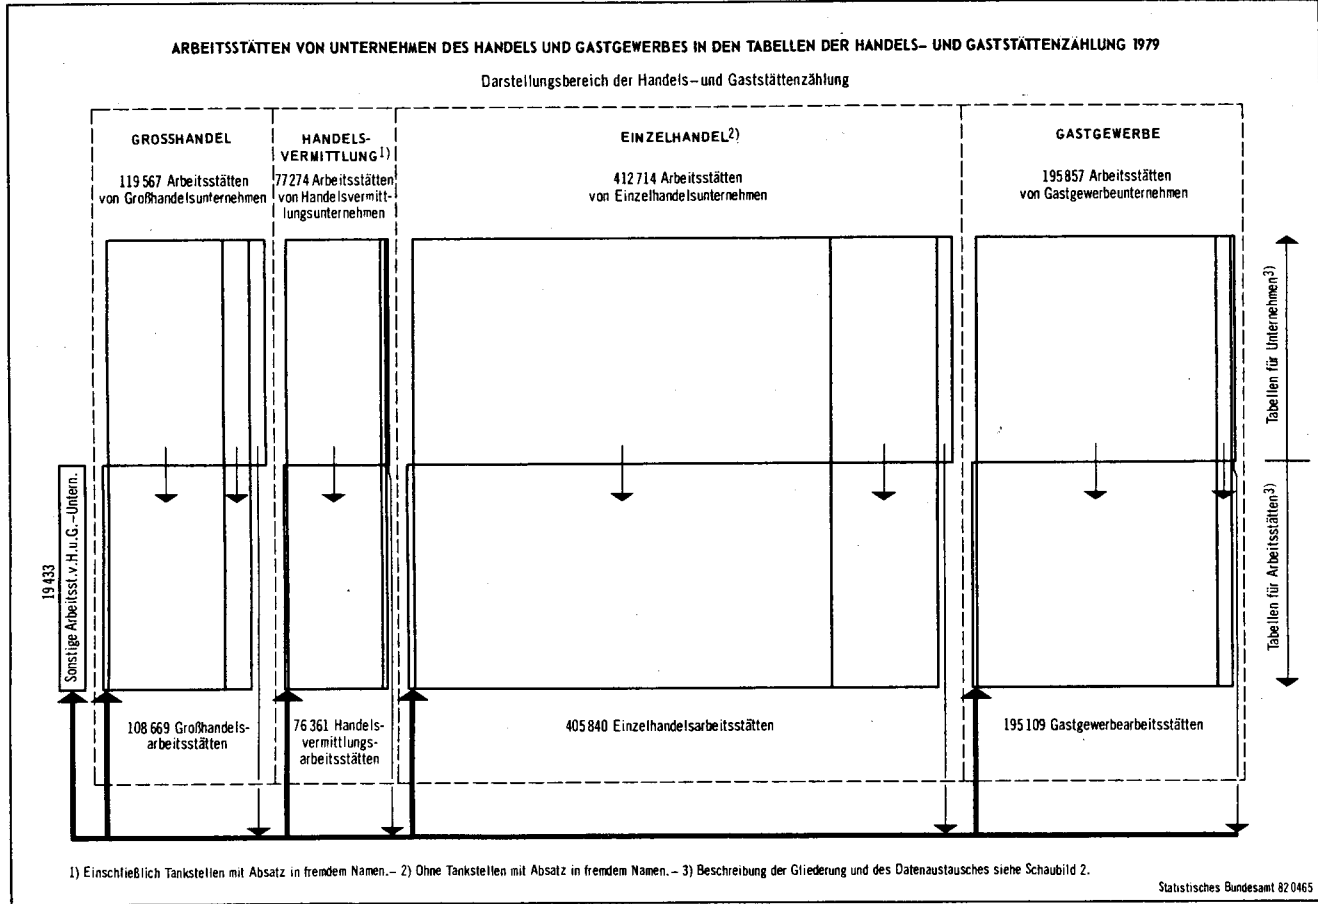 ARBEITSSTÄTTEN VON UNTERNEHMEN DES HANDELS UND GASTGEWERBES IN DEN TABELLEN DER HANDELS- UND GASTSTÄTTENZÄHLUNG 1979
Darstellungsbereich der Handels- und Gaststättenzählung
GROSSHANDEL
119 567 Arbeitsstätten
von Großhandelsunternehmen
HANDELS-
VERMITTLUNG1)
77 274 Arbeitsstätten
von Handelsvermitt-
lungsunternehmen
EINZELHANDEL2)
412 714 Arbeitsstätten
von Einzelhandelsunternehmen
GASTGEWERBE
195 857 Arbeitsstätten
von Gastgewerbeunternehmen
Tabellen für Unternehmen3)
Tabellen für Arbeitsstätten3)
19 433
Sonstige Arbeitsst.v.H.u.G.-Untern.
108 669 Großhandels-
arbeitsstätten
76 361 Handels-
vermittlungs-
arbeitsstätten
405 840 Einzelhandelsarbeitsstätten
195 109 Gastgewerbearbeitsstätten
1) Einschließlich Tankstellen mit Absatz in fremdem Namen.- 2) Ohne Tankstellen mit Absatz in fremdem Namen.- 3) Beschreibung der Gliederung und des Datenaustausches siehe Schaubild 2.
Statistisches Bundesamt 82 0465